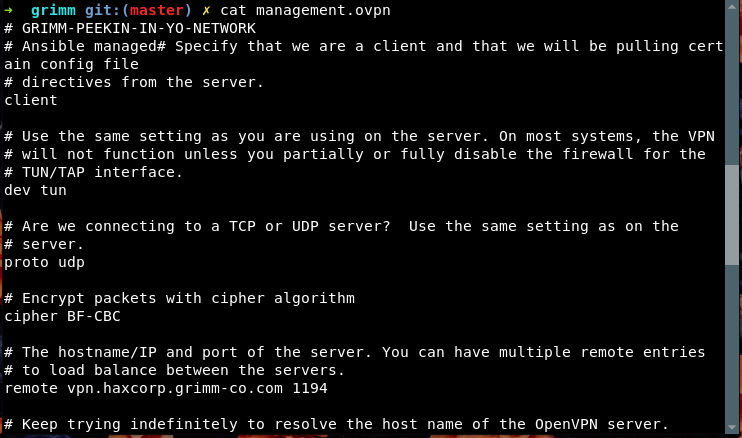 ➜  grimm git:(master) ✗ cat management.ovpn
# GRIMM-PEEKIN-IN-YO-NETWORK
# Ansible managed# Specify that we are a client and that we will be pulling cert
ain config file
# directives from the server.
client

# Use the same setting as you are using on the server. On most systems, the VPN
# will not function unless you partially or fully disable the firewall for the
# TUN/TAP interface.
dev tun

# Are we connecting to a TCP or UDP server?  Use the same setting as on the
# server.
proto udp

# Encrypt packets with cipher algorithm
cipher BF-CBC

# The hostname/IP and port of the server. You can have multiple remote entries
# to load balance between the servers.
remote vpn.haxcorp.grimm-co.com 1194

# Keep trying indefinitely to resolve the host name of the OpenVPN server.